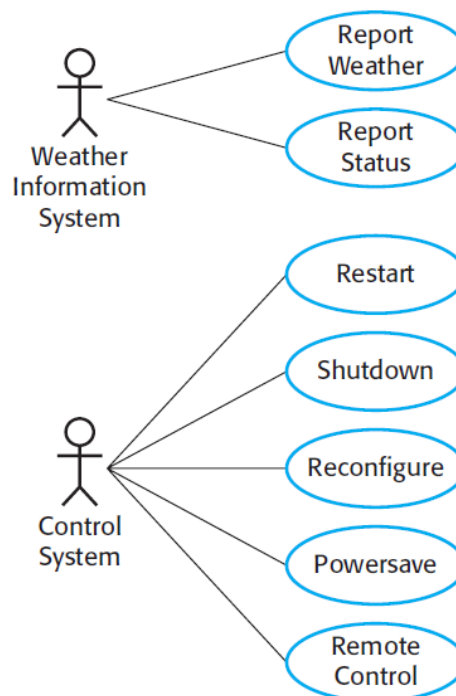 Report
Weather
Report
Status
Weather
Information
System
Restart
Shutdown
Reconfigure
Powersave
Remote
Control
Control
System